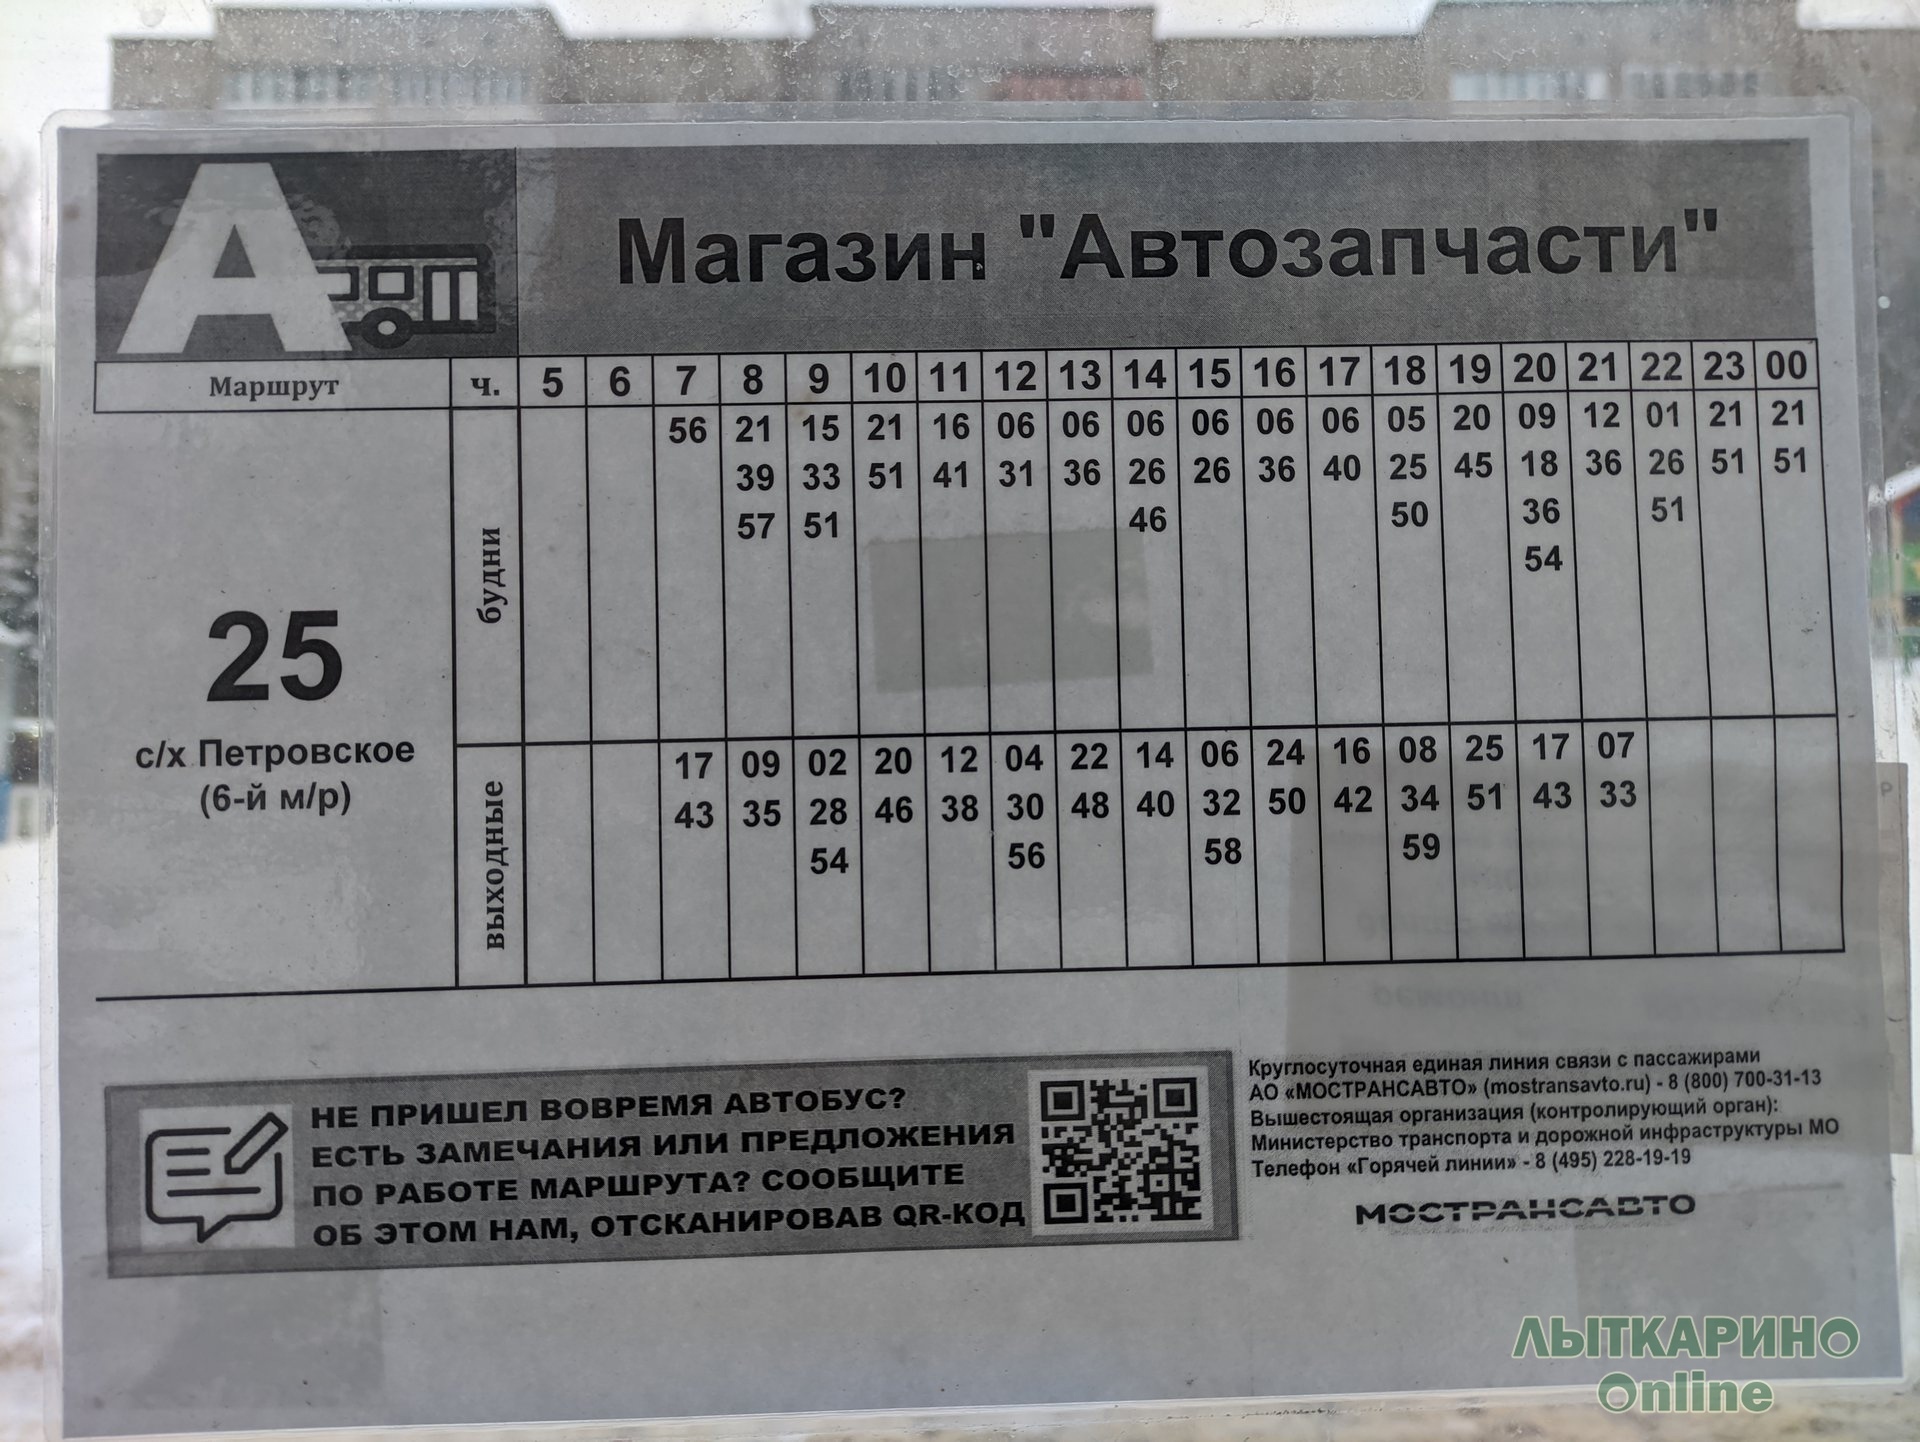 А
Магазин "Автозапчасти"
Маршрут ч. 5 6 7 8 9 10 11 12 13 14 15 16 17 18 19 20 21 22 23 00
25
с/х Петровское
(6-й м/р)
будни
56 21 15 21 16 06 06 06 06 06 06 05 20 09 12 01 21 21
39 33 51 41 31 36 26 26 36 40 25 45 18 36 26 51 51
57 51 46 50 36 51
54
выходные
17 09 02 20 12 04 22 14 06 24 16 08 25 17 07
43 35 28 46 38 30 48 40 32 50 42 34 51 43 33
54 56 58 59
НЕ ПРИШЕЛ ВОВРЕМЯ АВТОБУС?
ЕСТЬ ЗАМЕЧАНИЯ ИЛИ ПРЕДЛОЖЕНИЯ
ПО РАБОТЕ МАРШРУТА? СООБЩИТЕ
ОБ ЭТОМ НАМ, ОТСКАНИРОВАВ QR-КОД
Круглосуточная единая линия связи с пассажирами
АО «МОСТРАНСАВТО» (mostransavto.ru) - 8 (800) 700-31-13
Вышестоящая организация (контролирующий орган):
Министерство транспорта и дорожной инфраструктуры МО
Телефон «Горячей линии» - 8 (495) 228-19-19
МОСТРАНСАВТО
ЛЫТКАРИНО
Online